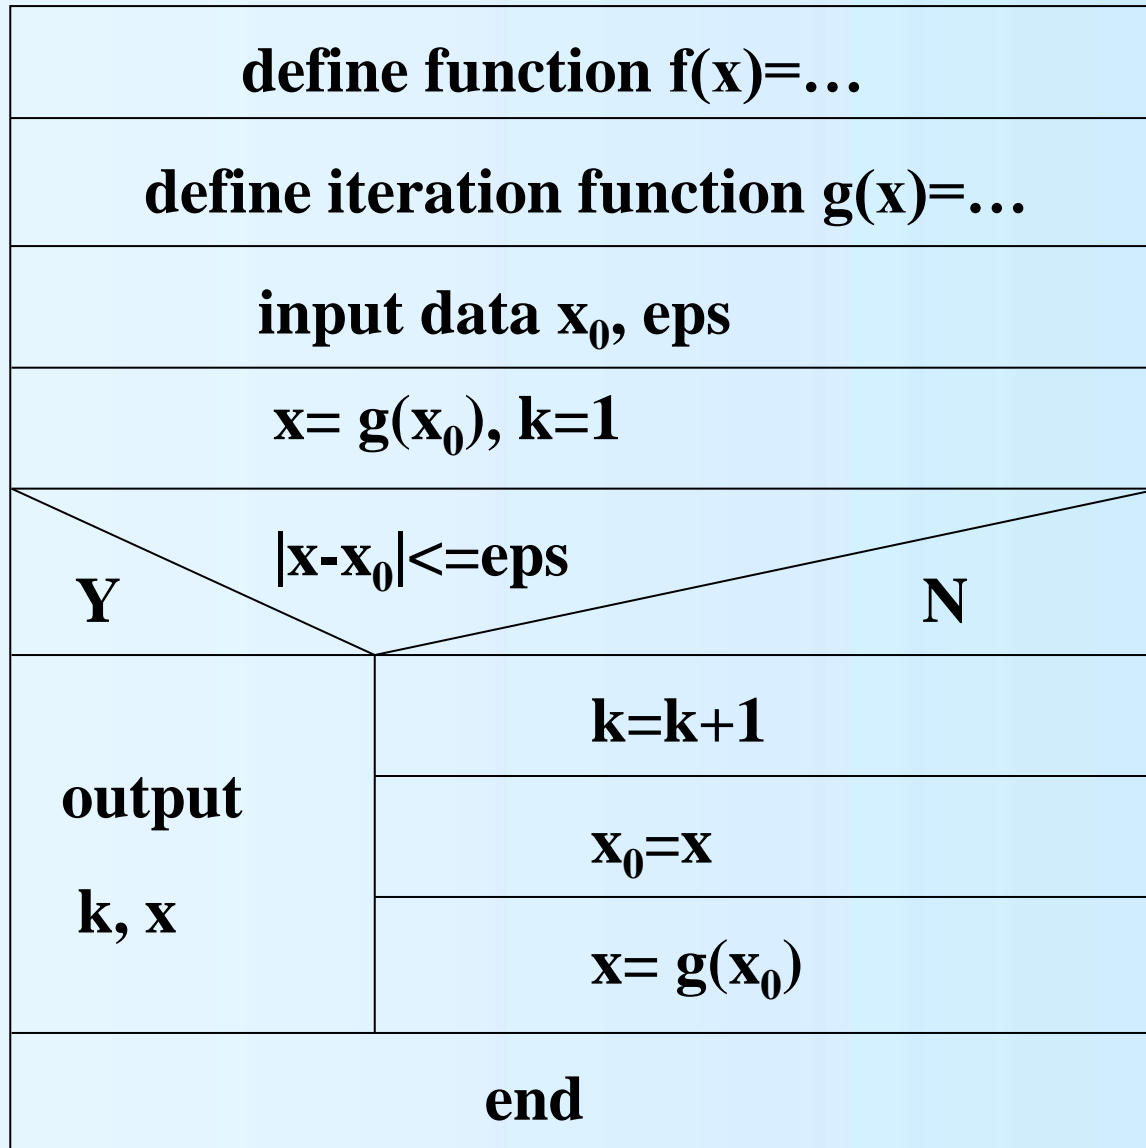 define function f(x)=…
define iteration function g(x)=…
input data x₀, eps
x= g(x₀), k=1
|x-x₀|<=eps
Y
N
output
k, x
k=k+1
x₀=x
x= g(x₀)
end